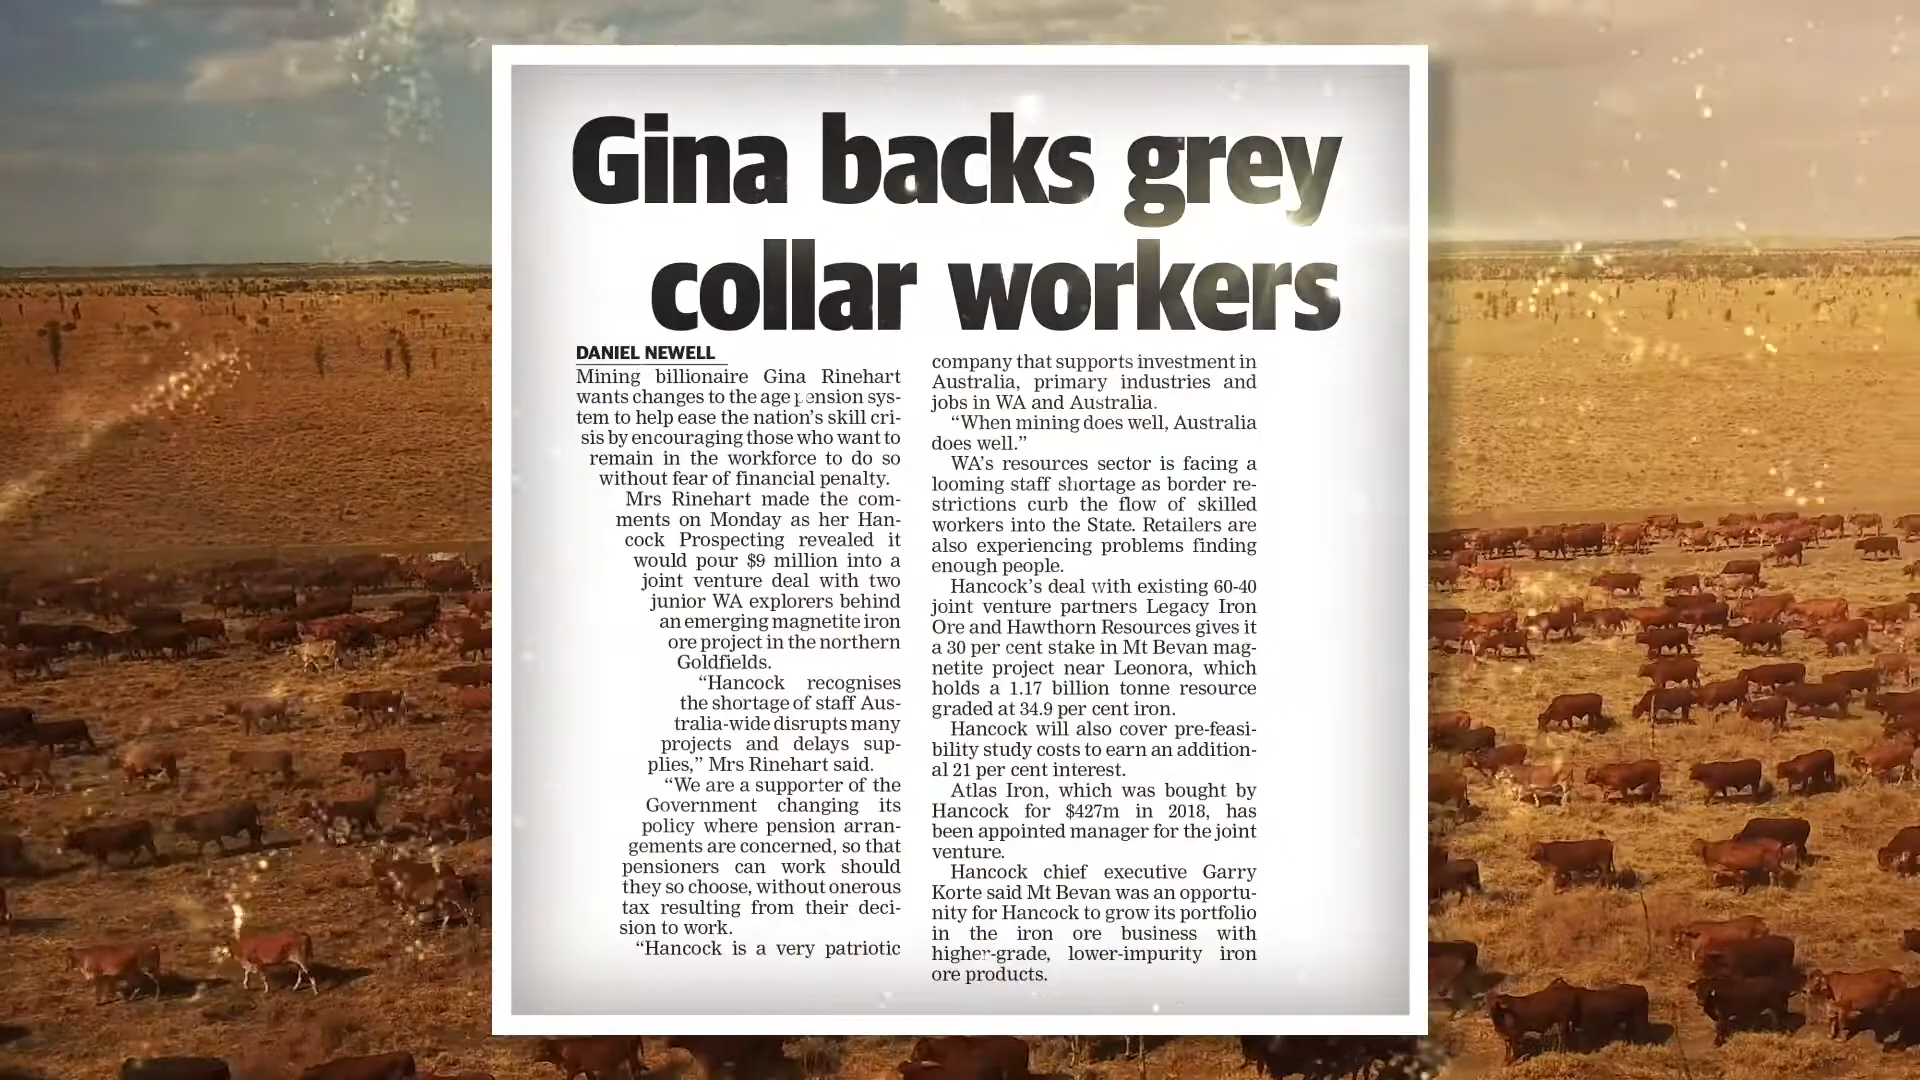 Gina backs grey
collar workers
DANIEL NEWELL
Mining billionaire Gina Rinehart
wants changes to the age pension sys-
tem to help ease the nation's skill cri-
sis by encouraging those who want to
remain in the workforce to do so
without fear of financial penalty.
Mrs Rinehart made the com-
ments on Monday as her Han-
cock Prospecting revealed it
would pour $9 million into a
joint venture deal with two
junior WA explorers behind
an emerging magnetite iron
ore project in the northern
Goldfields.
“Hancock recognises
the shortage of staff Aus-
tralia-wide disrupts many
projects and delays sup-
plies,” Mrs Rinehart said.
“We are a supporter of the
Government changing its
policy where pension arran-
gements are concerned, so that
pensioners can work should
they so choose, without onerous
tax resulting from their deci-
sion to work.
“Hancock is a very patriotic
company that supports investment in
Australia, primary industries and
jobs in WA and Australia.
“When mining does well, Australia
does well.”
WA's resources sector is facing a
looming staff shortage as border re-
strictions curb the flow of skilled
workers into the State. Retailers are
also experiencing problems finding
enough people.
Hancock's deal with existing 60-40
joint venture partners Legacy Iron
Ore and Hawthorn Resources gives it
a 30 per cent stake in Mt Bevan mag-
netite project near Leonora, which
holds a 1.17 billion tonne resource
graded at 34.9 per cent iron.
Hancock will also cover pre-feasi-
bility study costs to earn an addition-
al 21 per cent interest.
Atlas Iron, which was bought by
Hancock for $427m in 2018, has
been appointed manager for the joint
venture.
Hancock chief executive Garry
Korte said Mt Bevan was an opportu-
nity for Hancock to grow its portfolio
in the iron ore business with
higher-grade, lower-impurity iron
ore products.